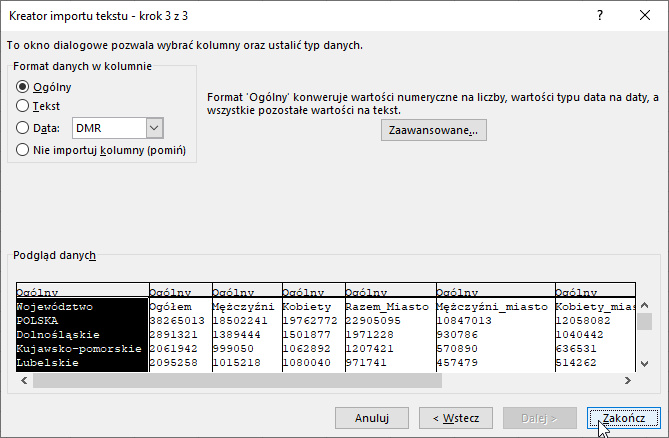 Kreator importu tekstu - krok 3 z 3
To okno dialogowe pozwala wybrać kolumny oraz ustalić typ danych.
Format danych w kolumnie
Ogólny
Tekst
Data: DMR
Nie importuj kolumny (pomiń)
Format 'Ogólny' konweruje wartości numeryczne na liczby, wartości typu data na daty, a
wszystkie pozostałe wartości na tekst.
Zaawansowane...
Podgląd danych
Ogólny Ogólny Ogólny Ogólny Ogólny Ogólny Ogólny
Województwo Ogółem Mężczyźni Kobiety Razem_Miasto Mężczyźni_miasto Kobiety_mias
POLSKA 38265013 18502241 19762772 22905095 10847013 12058082
Dolnośląskie 2891321 1389444 1501877 1971228 930786 1040442
Kujawsko-pomorskie 2061942 999050 1062892 1207421 570890 636531
Lubelskie 2095258 1015218 1080040 971741 457479 514262
Anuluj < Wstecz Dalej > Zakończ